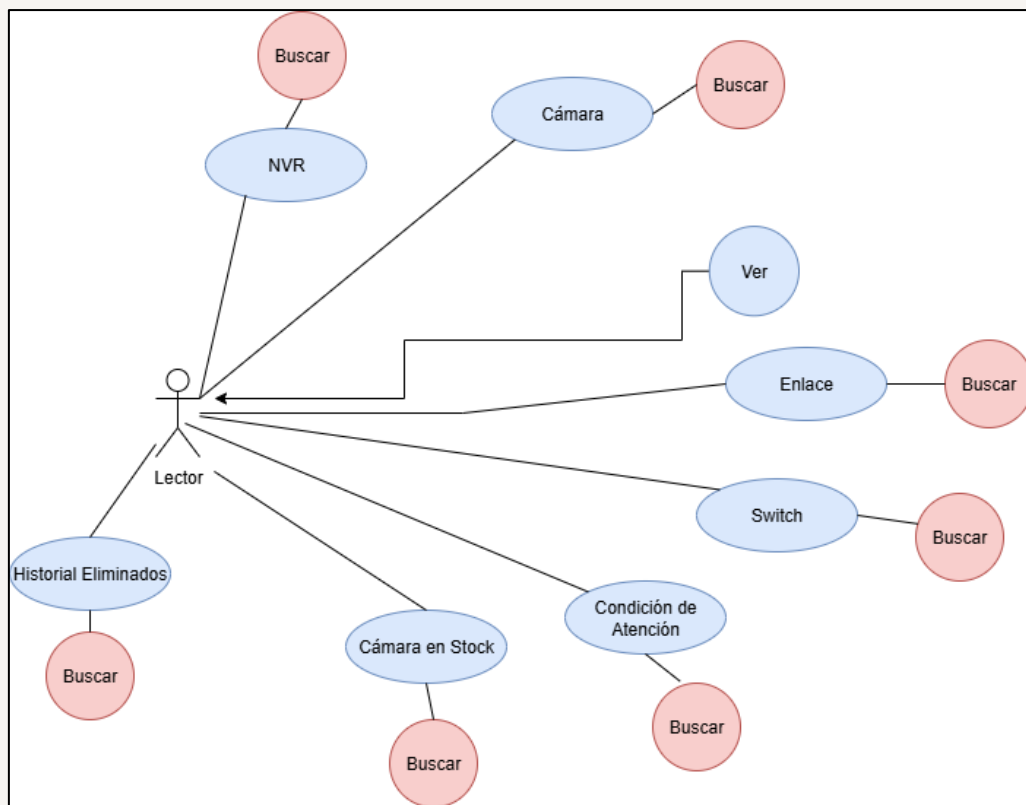 Buscar
Cámara
Buscar
NVR
Ver
Enlace
Buscar
Lector
Switch
Buscar
Historial Eliminados
Condición de
Atención
Cámara en Stock
Buscar
Buscar
Buscar